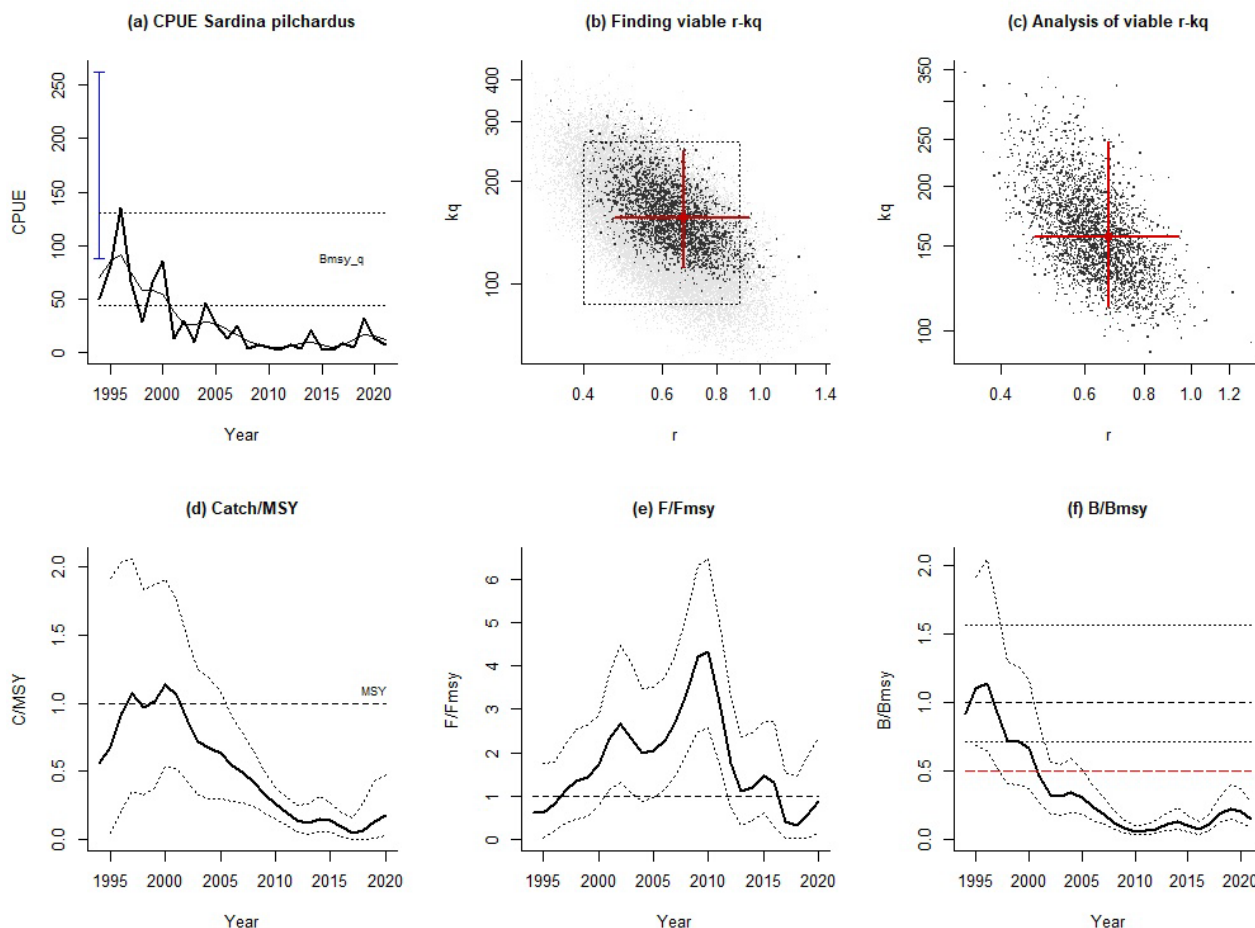 (a) CPUE Sardina pilchardus
CPUE
250
200
150
100
50
0
Bmsy_q
1995 2000 2005 2010 2015 2020
Year
(b) Finding viable r-kq
kq
400
300
200
100
0.4 0.6 0.8 1.0 1.4
r
(c) Analysis of viable r-kq
kq
350
250
200
150
100
0.4 0.6 0.8 1.0 1.2
r
(d) Catch/MSY
C/MSY
2.0
1.5
1.0
0.5
0.0
MSY
1995 2000 2005 2010 2015 2020
Year
(e) F/Fmsy
F/Fmsy
6
5
4
3
2
1
0
1995 2000 2005 2010 2015 2020
Year
(f) B/Bmsy
B/Bmsy
2.0
1.5
1.0
0.5
0.0
1995 2000 2005 2010 2015 2020
Year